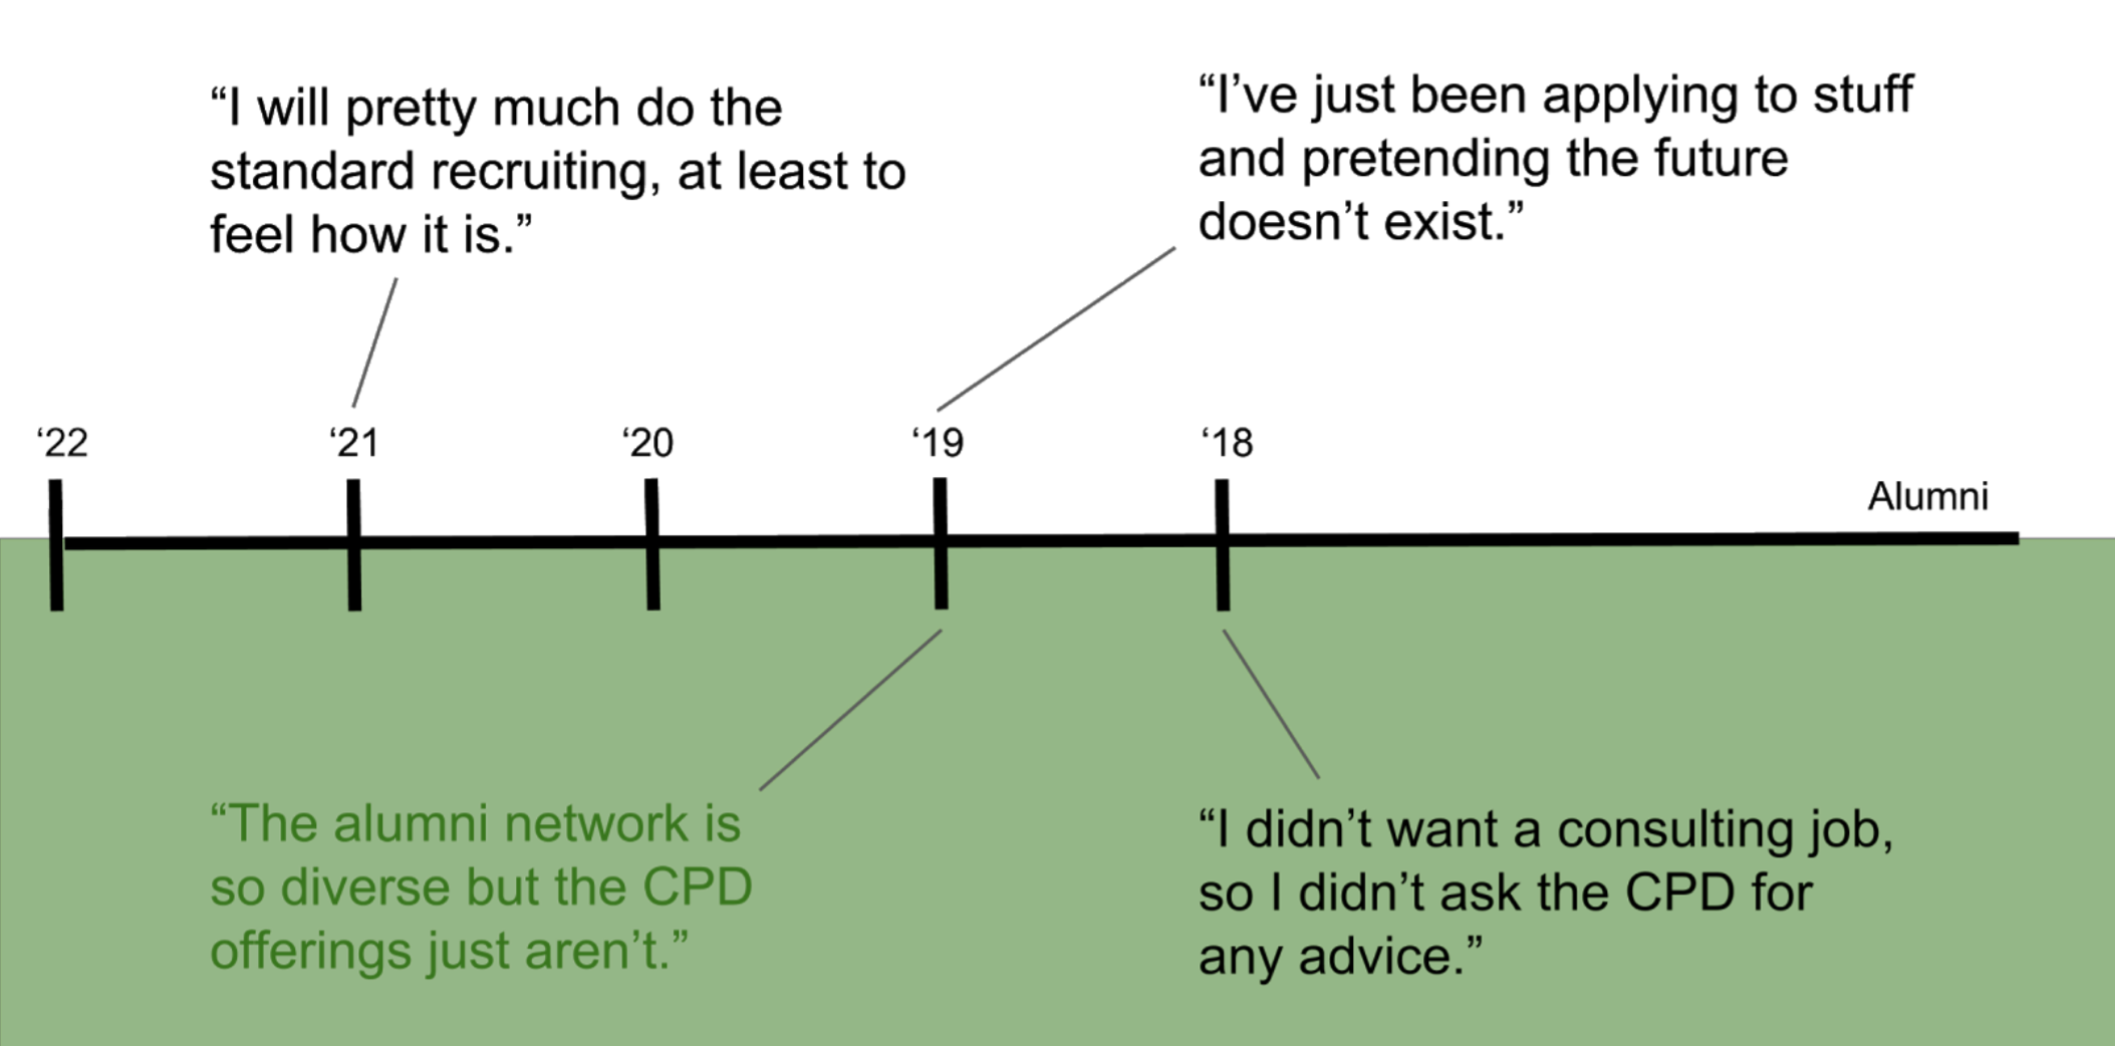 “I will pretty much do the
standard recruiting, at least to
feel how it is.”
“I’ve just been applying to stuff
and pretending the future
doesn’t exist.”
‘22
‘21
‘20
‘19
‘18
Alumni
“The alumni network is
so diverse but the CPD
offerings just aren’t.”
“I didn’t want a consulting job,
so I didn’t ask the CPD for
any advice.”